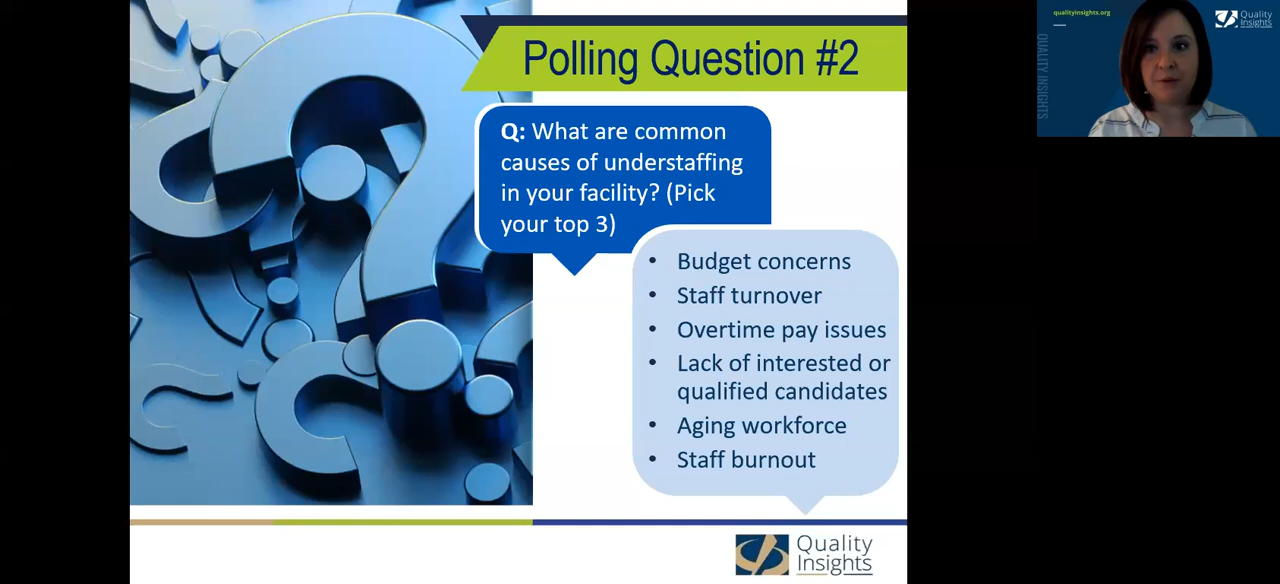 Polling Question #2
Q: What are common
causes of understaffing
in your facility? (Pick
your top 3)
• Budget concerns
• Staff turnover
• Overtime pay issues
• Lack of interested or
qualified candidates
• Aging workforce
• Staff burnout
Quality
Insights
qualityinsights.org
Quality
Insights
QUALITY INSIGHTS